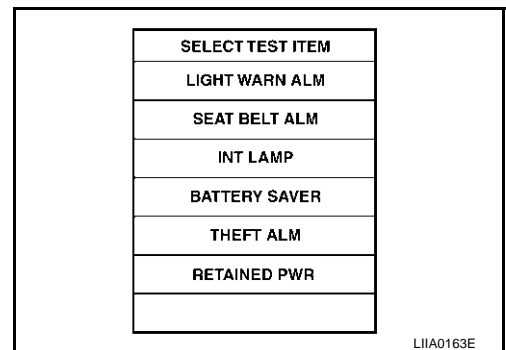 SELECT TEST ITEM
LIGHT WARN ALM
SEAT BELT ALM
INT LAMP
BATTERY SAVER
THEFT ALM
RETAINED PWR
LIIA0163E